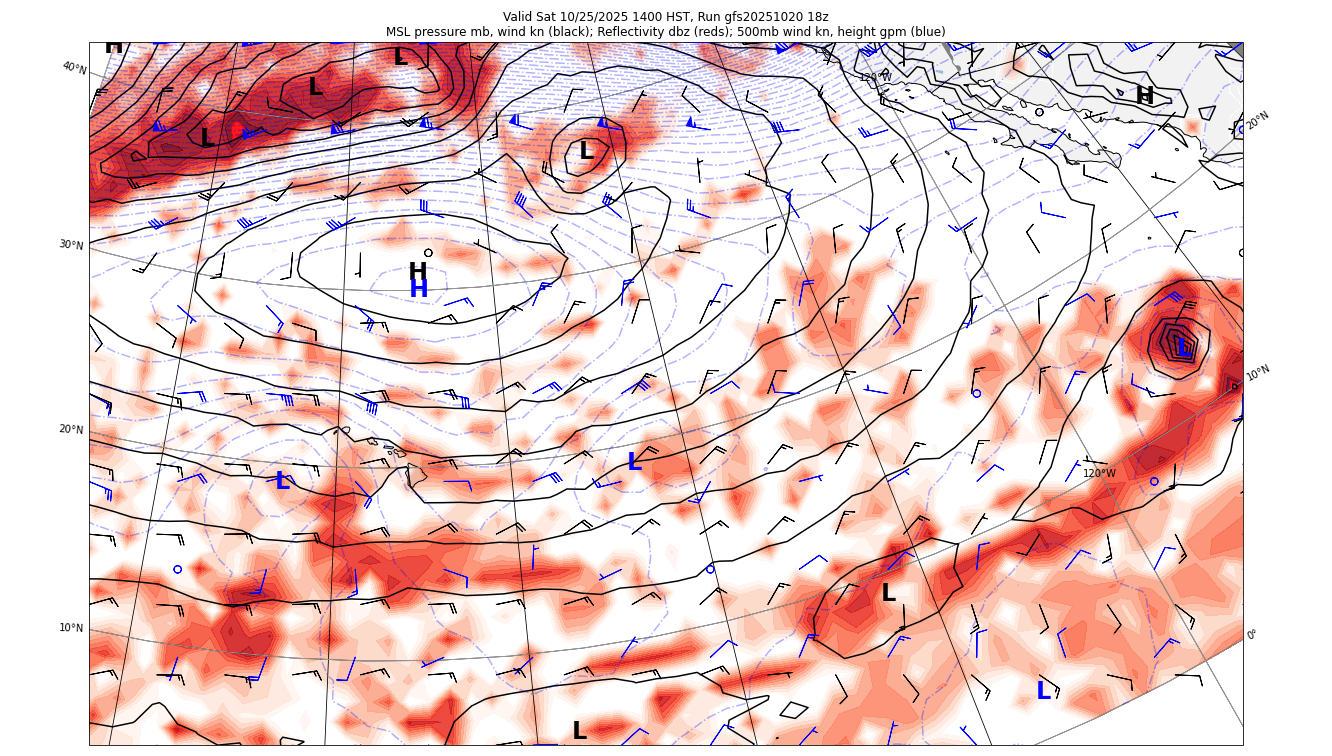 Valid Sat 10/25/2025 1400 HST, Run gfs20251020 18z
MSL pressure mb, wind kn (black); Reflectivity dbz (reds); 500mb wind kn, height gpm (blue)
H
L
40°N
120°W
L
H
20°N
L
L
30°N
H
H
L
10°N
20°N
L
L
120°W
L
10°N
0°
L
L